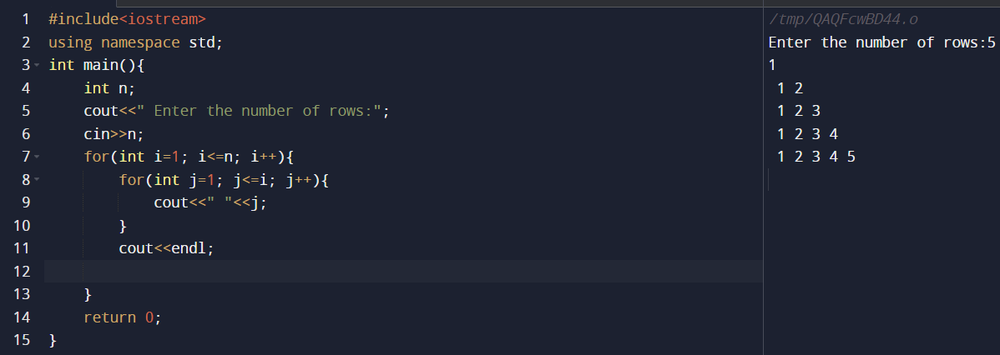 1 #include<iostream>
2 using namespace std;
3 int main(){
4     int n;
5     cout<<" Enter the number of rows:";
6     cin>>n;
7     for(int i=1; i<=n; i++){
8         for(int j=1; j<=i; j++){
9             cout<<" "<<j;
10         }
11         cout<<endl;
12
13     }
14     return 0;
15 }
/tmp/QAQFcwBD44.o
Enter the number of rows:5
1
 1 2
 1 2 3
 1 2 3 4
 1 2 3 4 5